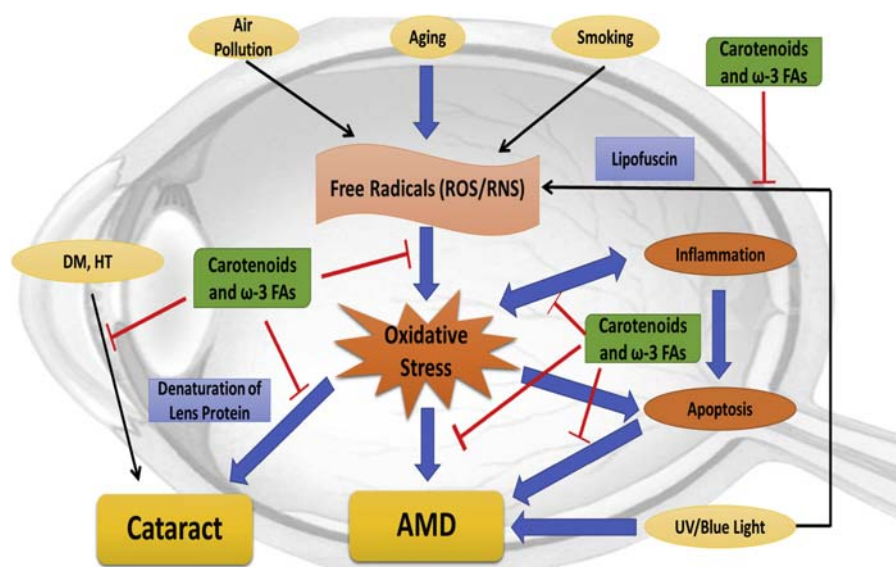 Air
Pollution
Aging
Smoking
Carotenoids
and ω-3 FAs
Lipofuscin
Free Radicals (ROS/RNS)
DM, HT
Carotenoids
and ω-3 FAs
Inflammation
Oxidative
Stress
Carotenoids
and ω-3 FAs
Denaturation of
Lens Protein
Apoptosis
Cataract
AMD
UV/Blue Light